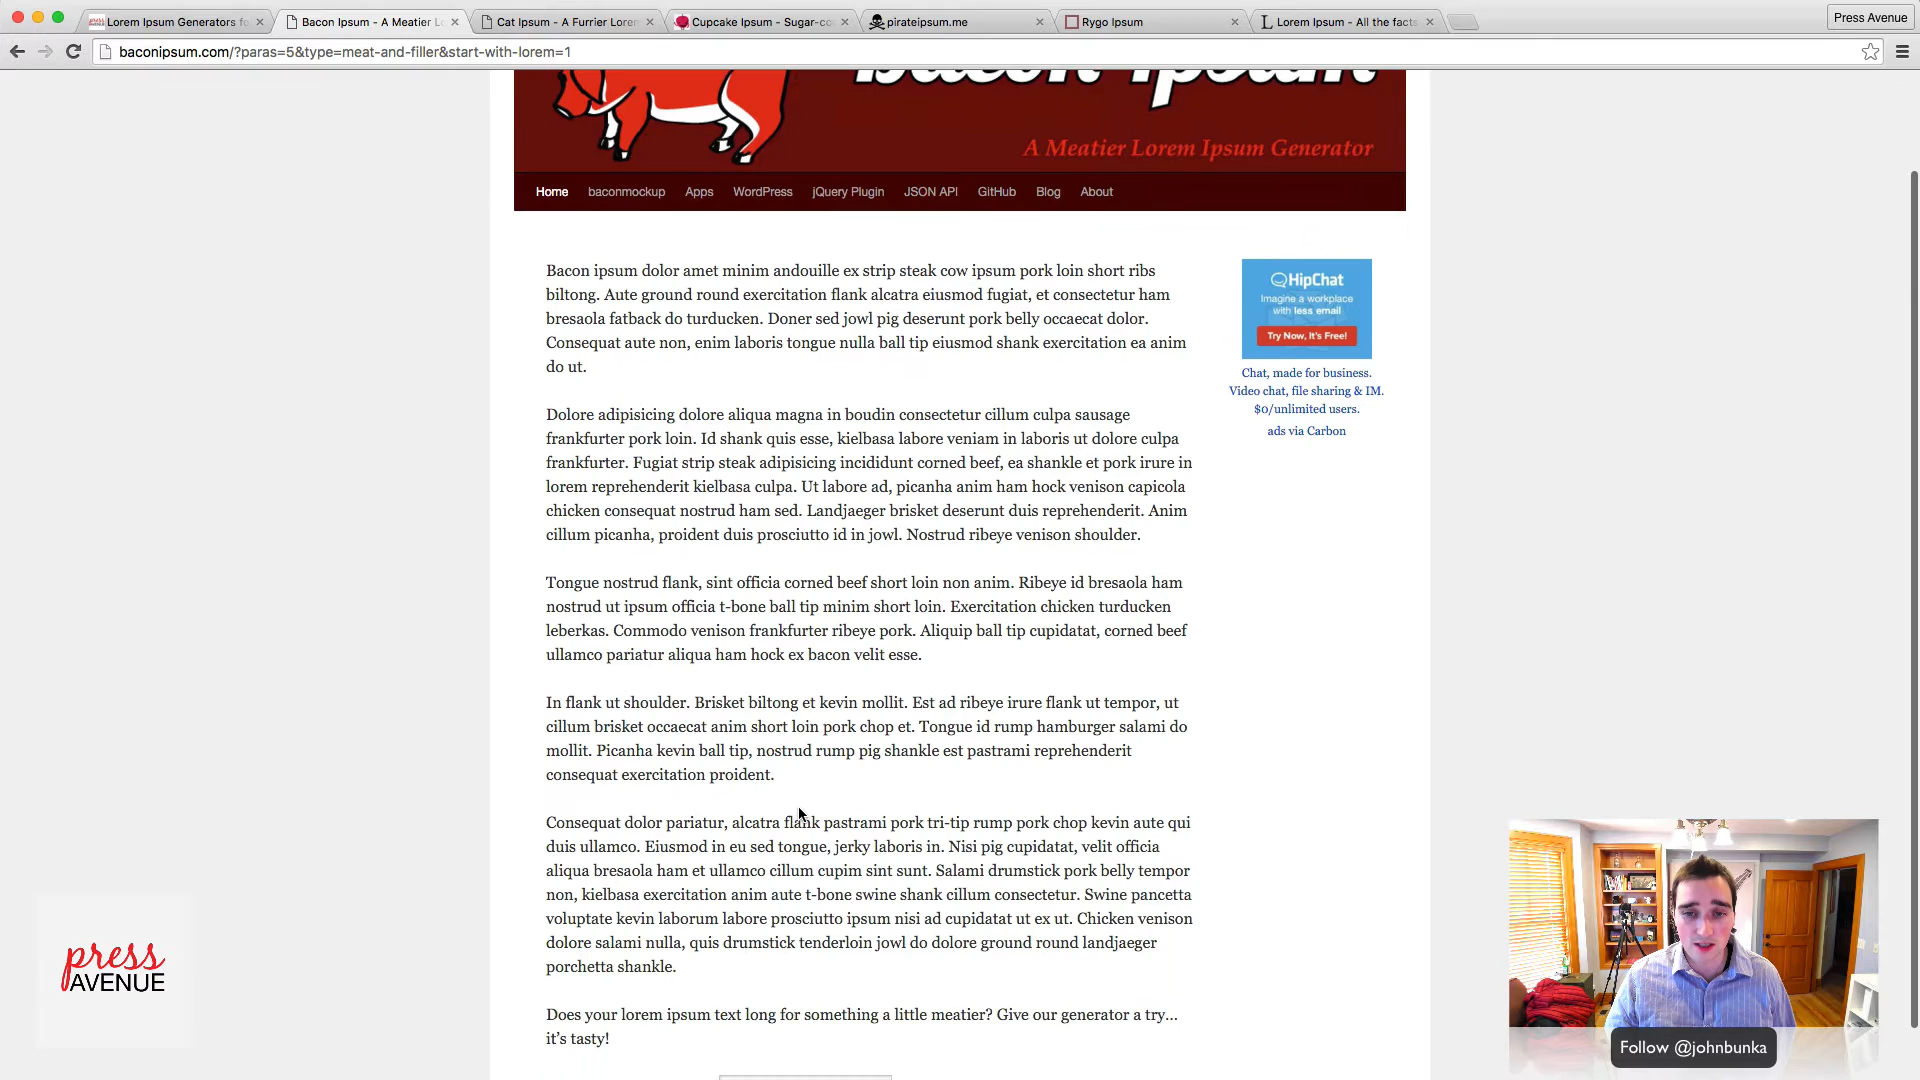 Lorem Ipsum Generators fo
Bacon Ipsum - A Meatier Lo
Cat Ipsum - A Furrier Lorem
Cupcake Ipsum - Sugar-co
pirateipsum.me
Rygo Ipsum
Lorem Ipsum - All the facts
Press Avenue
baconipsum.com/?paras=5&type=meat-and-filler&start-with-lorem=1
Bacon Ipsum
A Meatier Lorem Ipsum Generator
Home baconmockup Apps WordPress jQuery Plugin JSON API GitHub Blog About
Bacon ipsum dolor amet minim andouille ex strip steak cow ipsum pork loin short ribs
biltong. Aute ground round exercitation flank alcatra eiusmod fugiat, et consectetur ham
bresaola fatback do turducken. Doner sed jowl pig deserunt pork belly occaecat dolor.
Consequat aute non, enim laboris tongue nulla ball tip eiusmod shank exercitation ea anim
do ut.
HipChat
Imagine a workplace
with less email
Try Now, It's Free!
Chat, made for business.
Video chat, file sharing & IM.
$0/unlimited users.
ads via Carbon
Dolore adipisicing dolore aliqua magna in boudin consectetur cillum culpa sausage
frankfurter pork loin. Id shank quis esse, kielbasa labore veniam in laboris ut dolore culpa
frankfurter. Fugiat strip steak adipisicing incididunt corned beef, ea shankle et pork irure in
lorem reprehenderit kielbasa culpa. Ut labore ad, picanha anim ham hock venison capicola
chicken consequat nostrud ham sed. Landjaeger brisket deserunt duis reprehenderit. Anim
cillum picanha, proident duis prosciutto id in jowl. Nostrud ribeye venison shoulder.
Tongue nostrud flank, sint officia corned beef short loin non anim. Ribeye id bresaola ham
nostrud ut ipsum officia t-bone ball tip minim short loin. Exercitation chicken turducken
leberkas. Commodo venison frankfurter ribeye pork. Aliquip ball tip cupidatat, corned beef
ullamco pariatur aliqua ham hock ex bacon velit esse.
In flank ut shoulder. Brisket biltong et kevin mollit. Est ad ribeye irure flank ut tempor, ut
cillum brisket occaecat anim short loin pork chop et. Tongue id rump hamburger salami do
mollit. Picanha kevin ball tip, nostrud rump pig shankle est pastrami reprehenderit
consequat exercitation proident.
Consequat dolor pariatur, alcatra flank pastrami pork tri-tip rump pork chop kevin aute qui
duis ullamco. Eiusmod in eu sed tongue, jerky laboris in. Nisi pig cupidatat, velit officia
aliqua bresaola ham et ullamco cillum cupim sint sunt. Salami drumstick pork belly tempor
non, kielbasa exercitation anim aute t-bone swine shank cillum consectetur. Swine pancetta
voluptate kevin laborum labore prosciutto ipsum nisi ad cupidatat ut ex ut. Chicken venison
dolore salami nulla, quis drumstick tenderloin jowl do dolore ground round landjaeger
porchetta shankle.
Does your lorem ipsum text long for something a little meatier? Give our generator a try...
it's tasty!
press
AVENUE
Follow @johnbunka